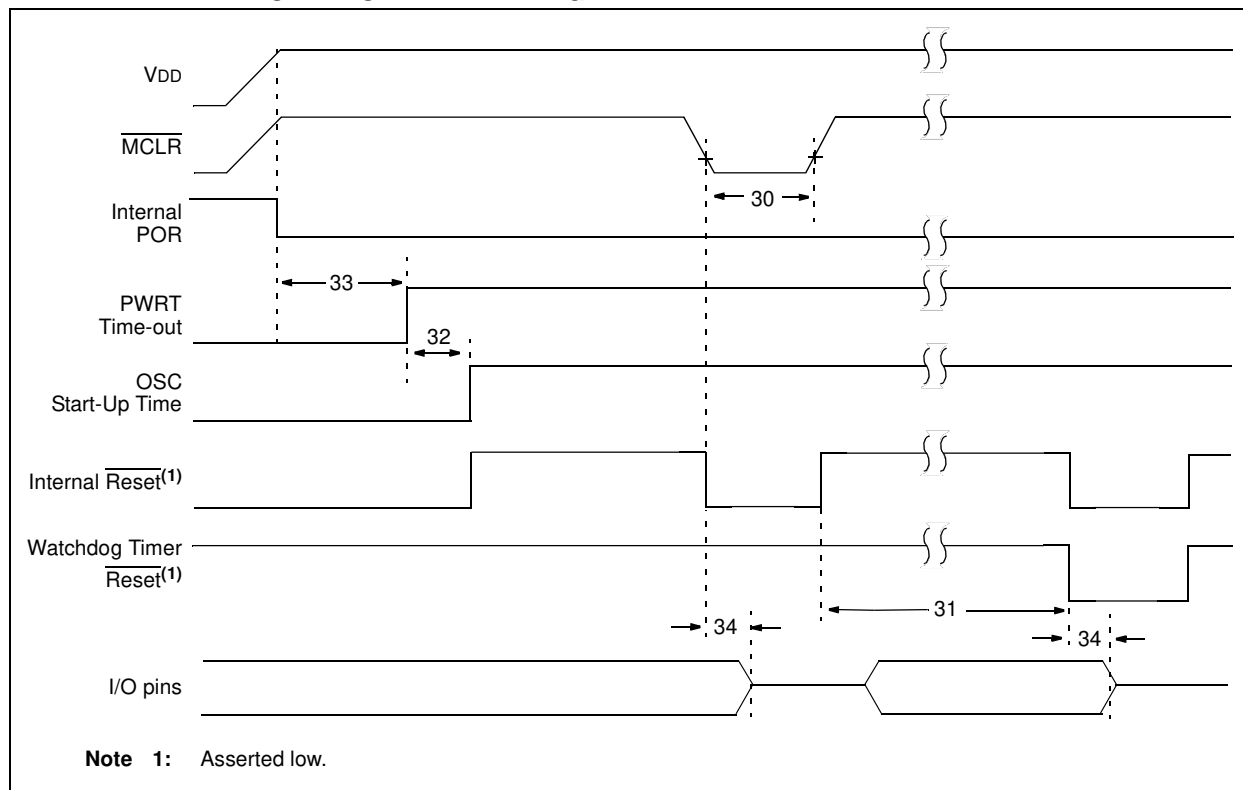 VDD
MCLR
30
Internal
POR
33
PWRT
Time-out
32
OSC
Start-Up Time
Internal Reset(1)
Watchdog Timer
Reset(1)
31
34
34
I/O pins
Note 1: Asserted low.